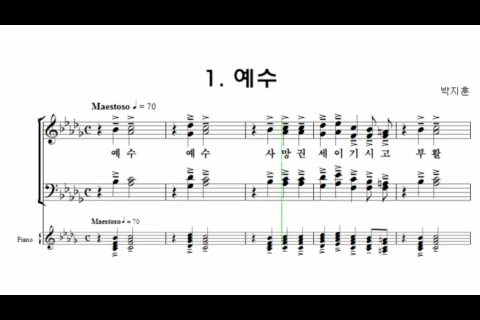 1. 예수
박지훈
Maestoso ♩ = 70
예 수 예 수 사 망 권 세 이 기 시 고 부 활
Maestoso ♩ = 70
Piano